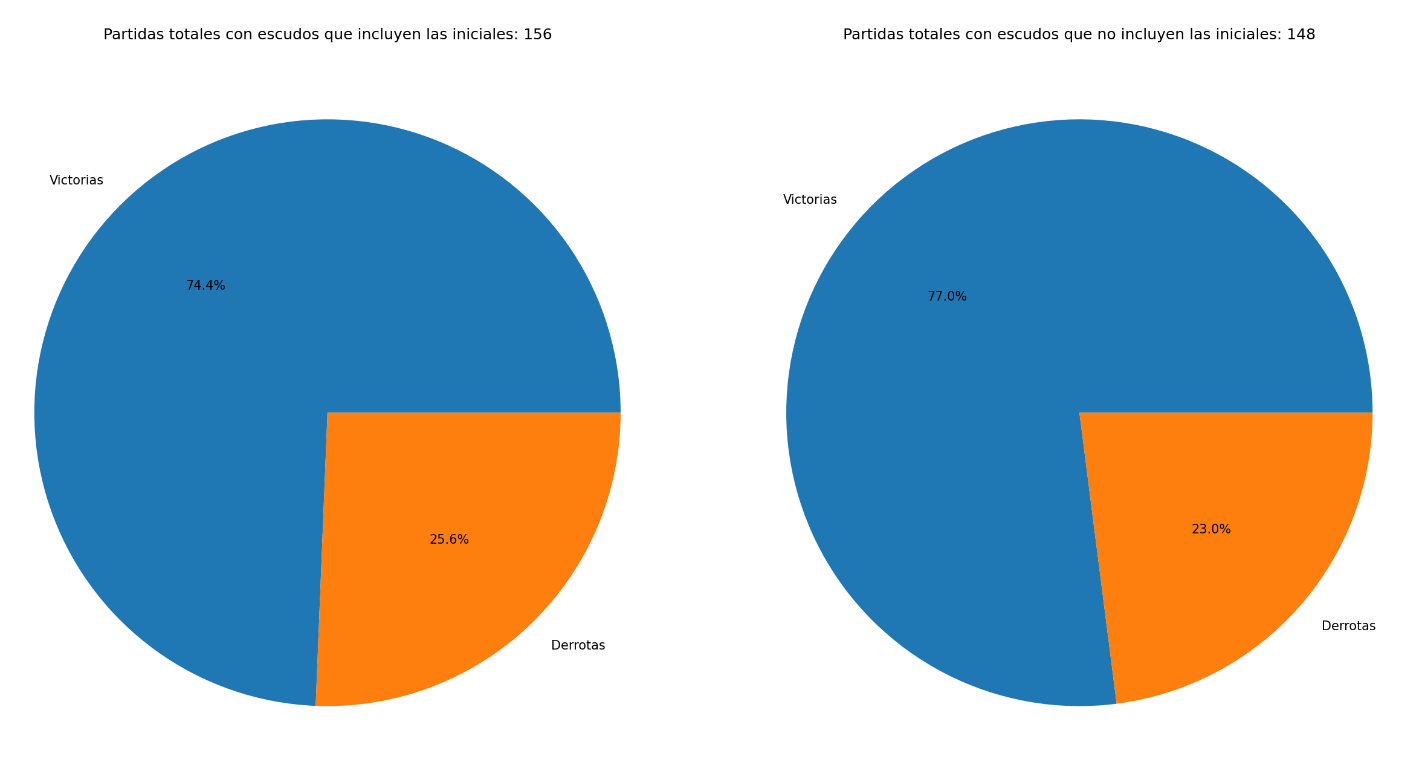 Partidas totales con escudos que incluyen las iniciales: 156
Victorias
74.4%
25.6%
Derrotas
Partidas totales con escudos que no incluyen las iniciales: 148
Victorias
77.0%
23.0%
Derrotas